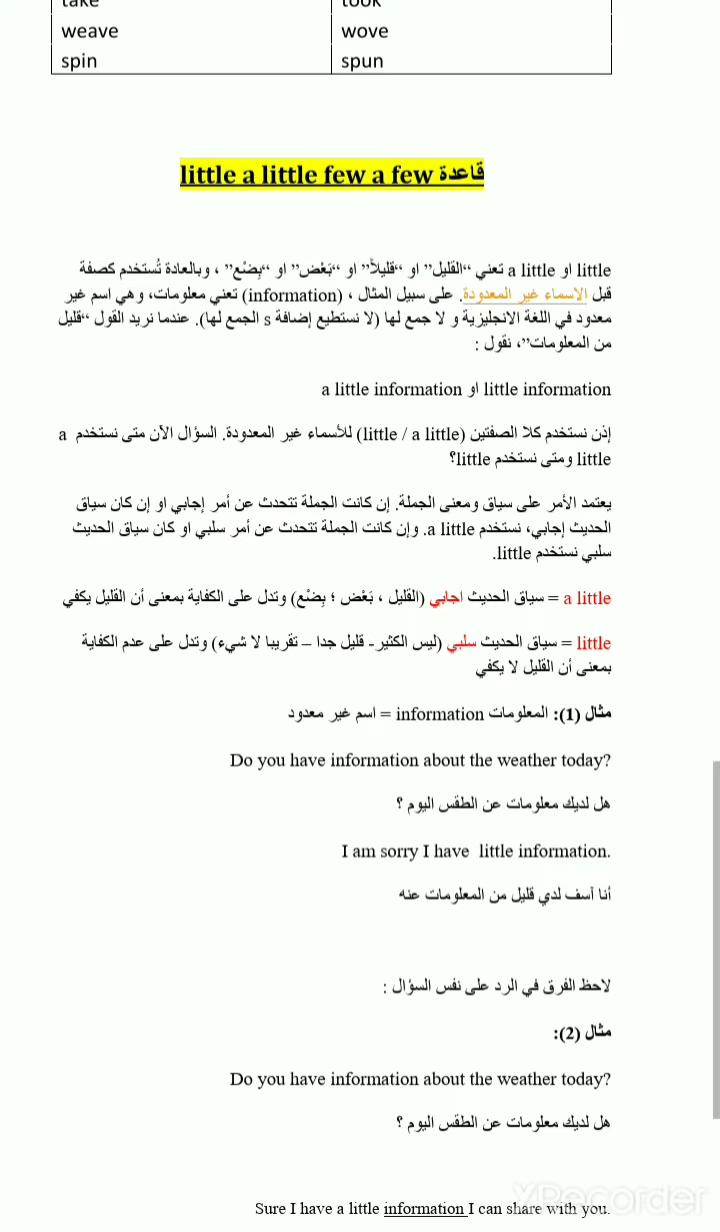 take took
weave wove
spin spun
قاعدة little a little few a few
little او a little تعني “القليل” او “قليلاً” او “بَعْض” او “بِضْع” ، وبالعادة تُستخدم كصفة
قبل الاسماء غير المعدودة. على سبيل المثال ، (information) تعني معلومات، وهي اسم غير
معدود في اللغة الانجليزية و لا جمع لها (لا نستطيع إضافة s الجمع لها). عندما نريد القول “قليل
من المعلومات”، نقول :
little information او a little information
إذن نستخدم كلا الصفتين (little / a little) للأسماء غير المعدودة. السؤال الآن متى نستخدم a
little ومتى نستخدم little؟
يعتمد الأمر على سياق ومعنى الجملة. إن كانت الجملة تتحدث عن أمر إجابي او إن كان سياق
الحديث إجابي، نستخدم a little. وإن كانت الجملة تتحدث عن أمر سلبي او كان سياق الحديث
سلبي نستخدم little.
a little = سياق الحديث اجابي (القليل ، بَعْض ؛ بِضْع) وتدل على الكفاية بمعنى أن القليل يكفي
little = سياق الحديث سلبي (ليس الكثير - قليل جدا – تقريبا لا شيء) وتدل على عدم الكفاية
بمعنى أن القليل لا يكفي
مثال (1): المعلومات information = اسم غير معدود
Do you have information about the weather today?
هل لديك معلومات عن الطقس اليوم ؟
I am sorry I have little information.
أنا آسف لدي قليل من المعلومات عنه
لاحظ الفرق في الرد على نفس السؤال :
مثال (2):
Do you have information about the weather today?
هل لديك معلومات عن الطقس اليوم ؟
Sure I have a little information I can share with you.
XRecorder